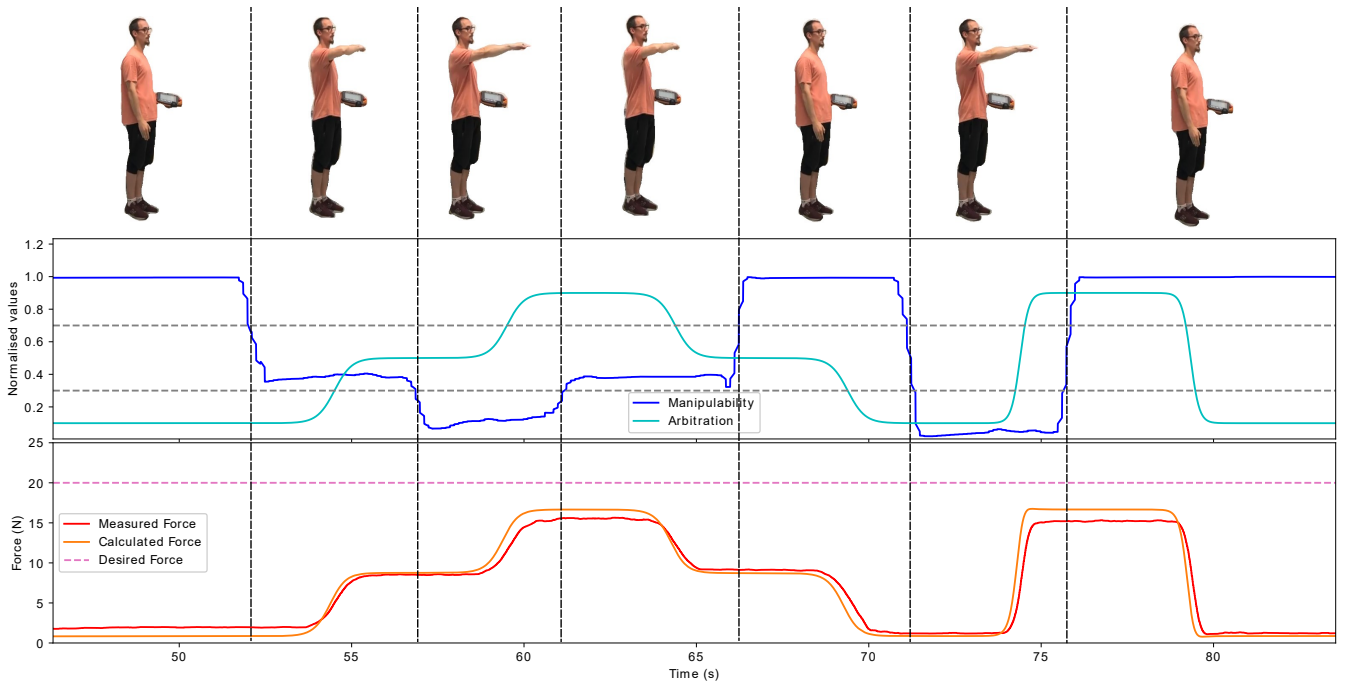 1.2
1.0
0.8
0.6
0.4
0.2
Normalised values
Manipulability
Arbitration
25
20
15
10
5
0
Force (N)
Measured Force
Calculated Force
Desired Force
50 55 60 65 70 75 80
Time (s)